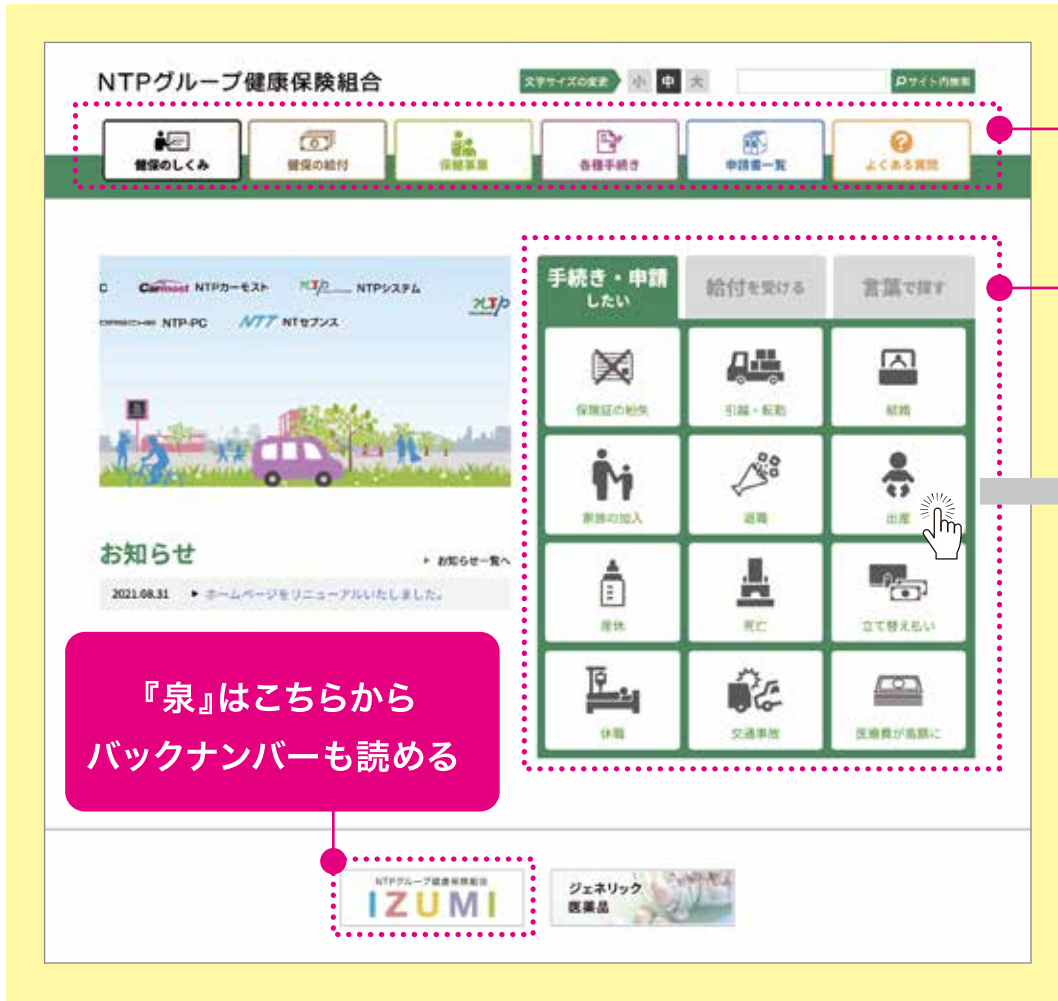 NTPグループ健康保険組合
文字サイズの変更 小 中 大 サイト内検索
健保のしくみ 健保の給付 保健事業 各種手続き 申請書一覧 よくある質問
C Carmost NTPカーモスト NTP NTPシステム
NTP
NTP-PC NTT NTセブンス
手続き・申請
したい
給付を受ける
言葉で探す
保険証の紛失 引越・転勤 結婚
家族の加入 退職 出産
産休 死亡 立て替え払い
休職 交通事故 医療費が高額に
お知らせ
お知らせ一覧へ
2021.08.31 ホームページをリニューアルいたしました。
『泉』はこちらから
バックナンバーも読める
NTPグループ健康保険組合
IZUMI
ジェネリック
医薬品